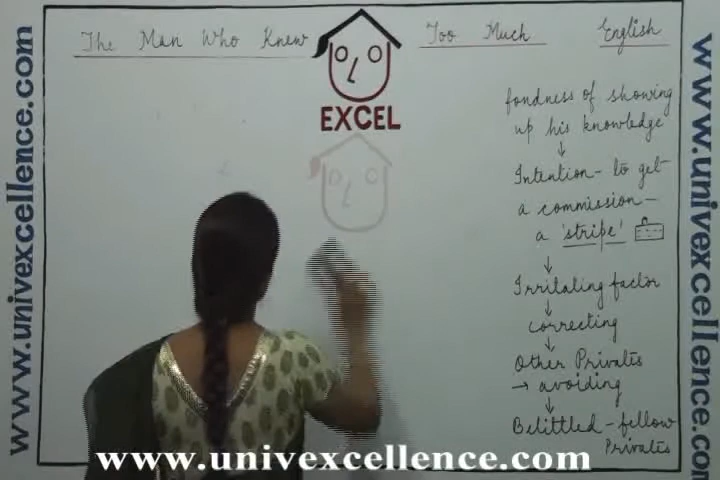 The Man Who Knew Too Much English
EXCEL
fondness of showing
up his knowledge
↓
Intention - to get
a commission -
a 'stripe'
↓
Irritating factor
↓
correcting
↓
Other Privates
→ avoiding
↓
Belittled - fellow
Privates
www.univexcellence.com
www.univexcellence.com
www.univexcellence.com